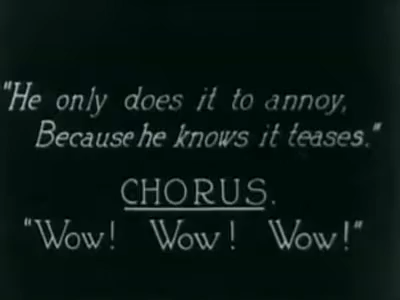 "He only does it to annoy,
Because he knows it teases."
CHORUS.
"Wow! Wow! Wow!"